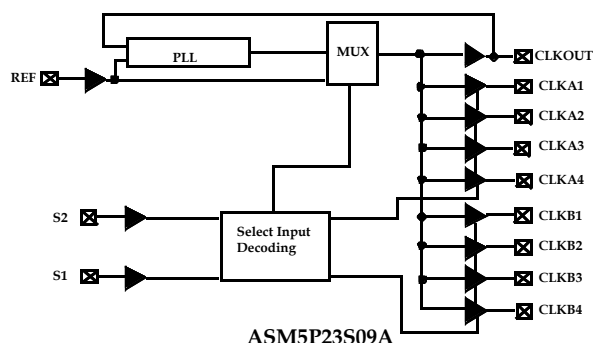 PLL
MUX
CLKOUT
REF
CLKA1
CLKA2
CLKA3
CLKA4
S2
Select Input
Decoding
CLKB1
CLKB2
S1
CLKB3
CLKB4
ASM5P23S09A